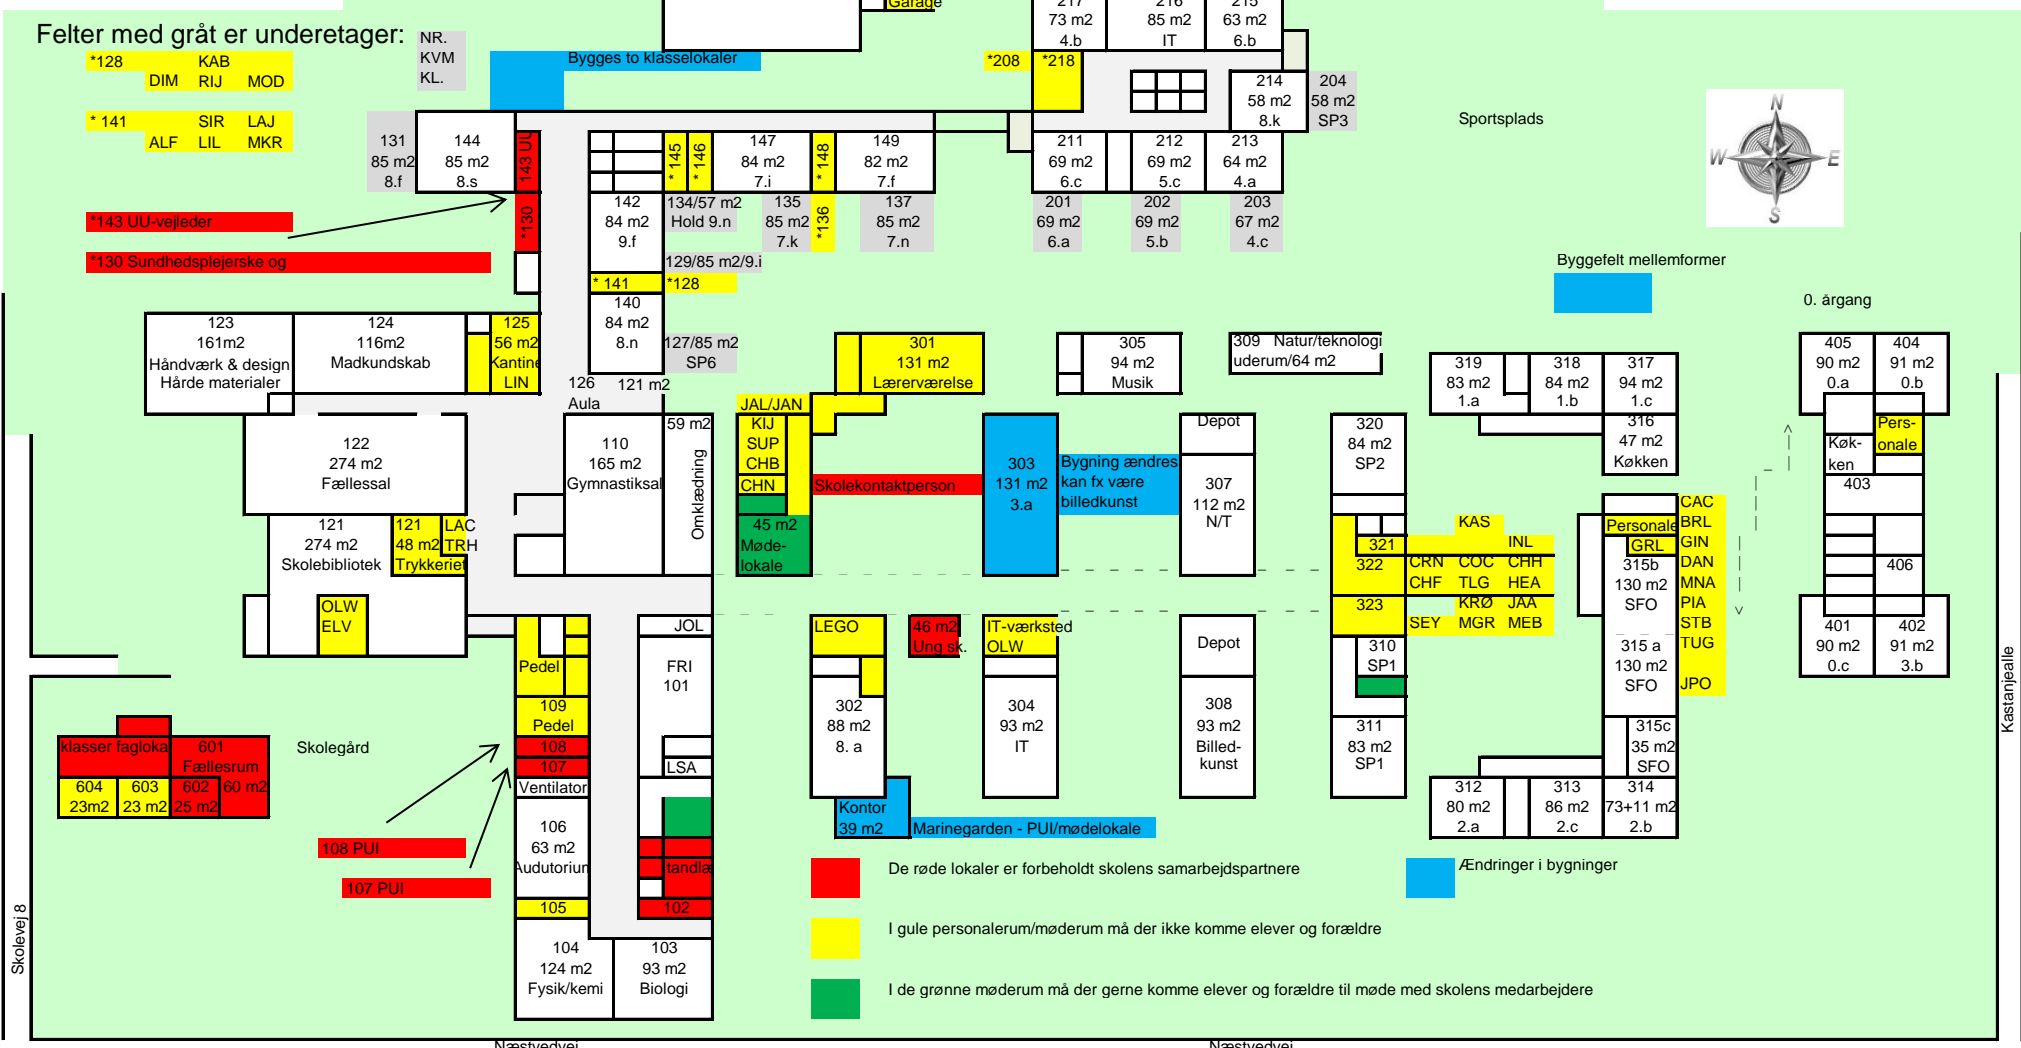 Garage
217
73 m2
4.b
216
85 m2
IT
215
63 m2
6.b
Felter med gråt er underetager:
NR.
KVM
KL.
*128 KAB
DIM RIJ MOD
* 141 SIR LAJ
ALF LIL MKR
Bygges to klasselokaler
*208
*218
214
58 m2
8.k
204
58 m2
SP3
Sportsplads
N
W E
S
131
85 m2
8.f
144
85 m2
8.s
143 UU
*130
* 145
* 146
147
84 m2
7.i
* 148
149
82 m2
7.f
211
69 m2
6.c
212
69 m2
5.c
213
64 m2
4.a
*143 UU-vejleder
*130 Sundhedsplejerske og
142
84 m2
9.f
134/57 m2
Hold 9.n
135
85 m2
7.k
*136
137
85 m2
7.n
201
69 m2
6.a
202
69 m2
5.b
203
67 m2
4.c
129/85 m2/9.i
* 141
*128
140
84 m2
8.n
127/85 m2
SP6
Byggefelt mellemformer
0. årgang
123
161m2
Håndværk & design
Hårde materialer
124
116m2
Madkundskab
125
56 m2
Kantine
LIN
126 121 m2
Aula
301
131 m2
Lærerværelse
305
94 m2
Musik
309 Natur/teknologi
uderum/64 m2
319
83 m2
1.a
318
84 m2
1.b
317
94 m2
1.c
316
47 m2
Køkken
405
90 m2
0.a
404
91 m2
0.b
Pers-
onale
Køk-
ken
403
406
401
90 m2
0.c
402
91 m2
3.b
122
274 m2
Fællessal
110
165 m2
Gymnastiksal
59 m2
Omklædning
JAL/JAN
KIJ
SUP
CHB
CHN
45 m2
Møde-
lokale
Skolekontaktperson
303
131 m2
3.a
Bygning ændres
kan fx være
billedkunst
Depot
307
112 m2
N/T
320
84 m2
SP2
121
274 m2
Skolebibliotek
121
48 m2
Trykkeriet
LAC
TRH
OLW
ELV
321
322
323
KAS
INL
CRN COC CHH
CHF TLG HEA
KRØ JAA
SEY MGR MEB
Personale
GRL
315b
130 m2
SFO
315 a
130 m2
SFO
315c
35 m2
SFO
CAC
BRL
GIN
DAN
MNA
PIA
STB
TUG
JPO
Pedel
109
Pedel
108
107
Ventilator
JOL
FRI
101
LSA
LEGO
46 m2
Ung sk.
IT-værksted
OLW
Depot
310
SP1
302
88 m2
8. a
304
93 m2
IT
308
93 m2
Billed-
kunst
311
83 m2
SP1
312
80 m2
2.a
313
86 m2
2.c
314
73+11 m2
2.b
klasser fagloka
601
Fællesrum
60 m2
604
23m2
603
23 m2
602
25 m2
Skolegård
108 PUI
107 PUI
106
63 m2
Audutorium
tandlæ
105
102
104
124 m2
Fysik/kemi
103
93 m2
Biologi
Kontor
39 m2
Marinegarden - PUI/mødelokale
De røde lokaler er forbeholdt skolens samarbejdspartnere
Ændringer i bygninger
I gule personalerum/møderum må der ikke komme elever og forældre
I de grønne møderum må der gerne komme elever og forældre til møde med skolens medarbejdere
Skolevej 8
Kastanjealle
Næstvedvej
Næstvedvej